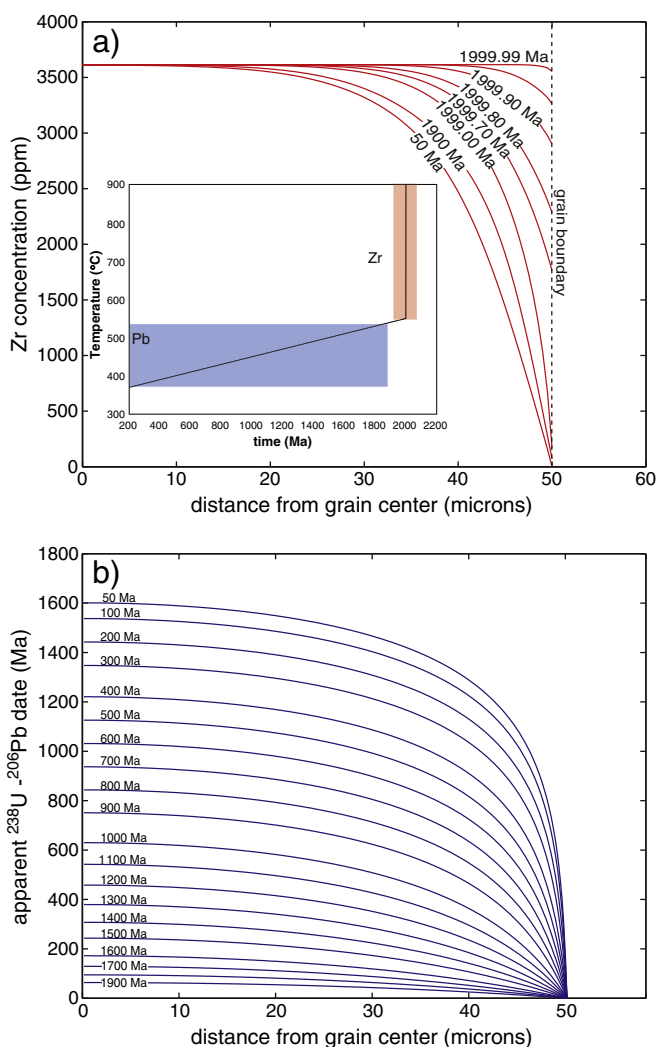 a)
4000
3500
3000
2500
2000
1500
1000
500
0
Zr concentration (ppm)
1999.99 Ma
1999.90 Ma
1999.80 Ma
1999.70 Ma
1999.00 Ma
1900 Ma
50 Ma
grain boundary
900
800
700
600
500
400
300
Temperature (°C)
Zr
Pb
200 400 600 800 1000 1200 1400 1600 1800 2000 2200
time (Ma)
0 10 20 30 40 50 60
distance from grain center (microns)
b)
1800
1600
1400
1200
1000
800
600
400
200
0
apparent ²³⁸U -²⁰⁶Pb date (Ma)
50 Ma
100 Ma
200 Ma
300 Ma
400 Ma
500 Ma
600 Ma
700 Ma
800 Ma
900 Ma
1000 Ma
1100 Ma
1200 Ma
1300 Ma
1400 Ma
1500 Ma
1600 Ma
1700 Ma
1900 Ma
0 10 20 30 40 50
distance from grain center (microns)